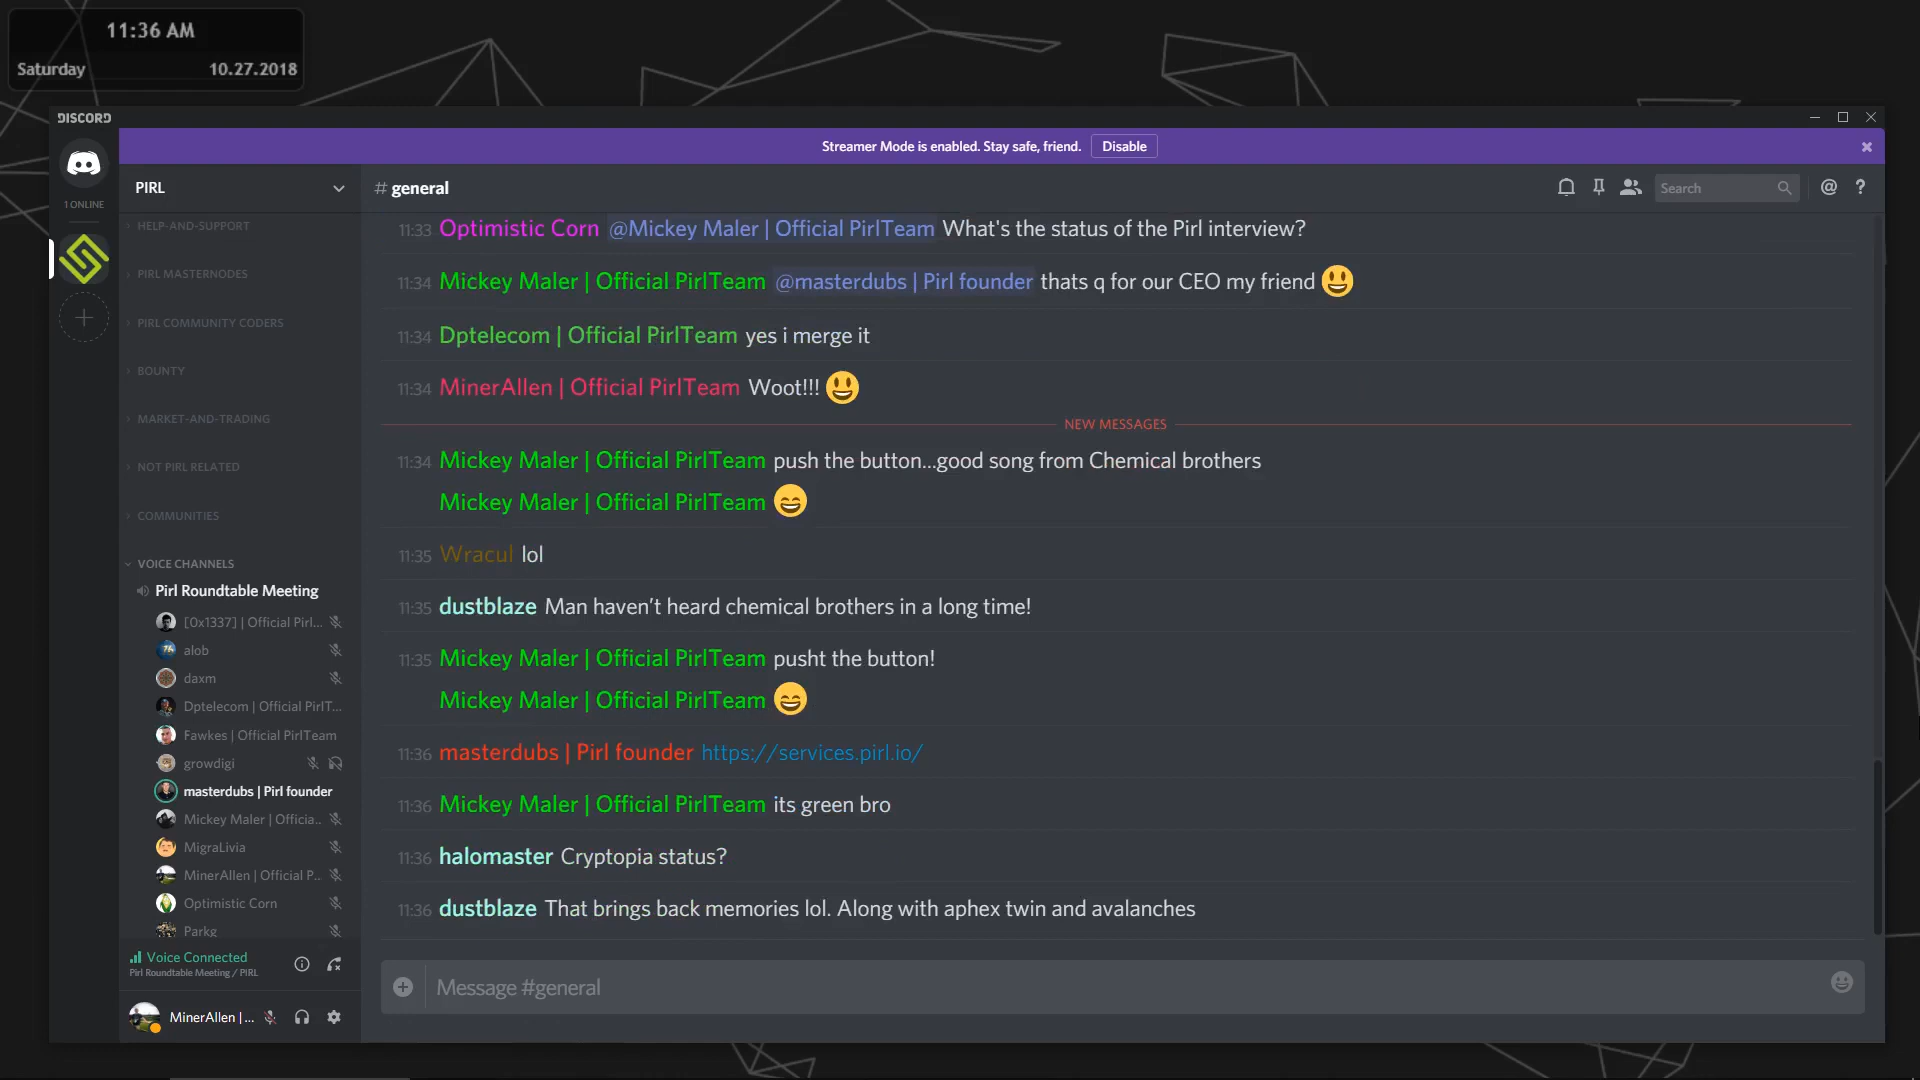 11:36 AM
Saturday 10.27.2018
DISCORD
Streamer Mode is enabled. Stay safe, friend. Disable
1 ONLINE
PIRL
HELP-AND-SUPPORT
PIRL MASTERNODES
PIRL COMMUNITY CODERS
BOUNTY
MARKET-AND-TRADING
NOT PIRL RELATED
COMMUNITIES
VOICE CHANNELS
Pirl Roundtable Meeting
[0x1337] | Official Pirl...
alob
daxm
Dptelecom | Official PirlT...
Fawkes | Official PirlTeam
growdigi
masterdubs | Pirl founder
Mickey Maler | Officia...
MigraLivia
MinerAllen | Official P...
Optimistic Corn
Parkg
Voice Connected
Pirl Roundtable Meeting / PIRL
MinerAllen |...
# general
Search
11:33 Optimistic Corn @Mickey Maler | Official PirlTeam What's the status of the Pirl interview?
11:34 Mickey Maler | Official PirlTeam @masterdubs | Pirl founder thats q for our CEO my friend 😃
11:34 Dptelecom | Official PirlTeam yes i merge it
11:34 MinerAllen | Official PirlTeam Woot!!! 😃
NEW MESSAGES
11:34 Mickey Maler | Official PirlTeam push the button...good song from Chemical brothers
Mickey Maler | Official PirlTeam 😄
11:35 Wracul lol
11:35 dustblaze Man haven't heard chemical brothers in a long time!
11:35 Mickey Maler | Official PirlTeam pusht the button!
Mickey Maler | Official PirlTeam 😄
11:36 masterdubs | Pirl founder https://services.pirl.io/
11:36 Mickey Maler | Official PirlTeam its green bro
11:36 halomaster Cryptopia status?
11:36 dustblaze That brings back memories lol. Along with aphex twin and avalanches
Message #general